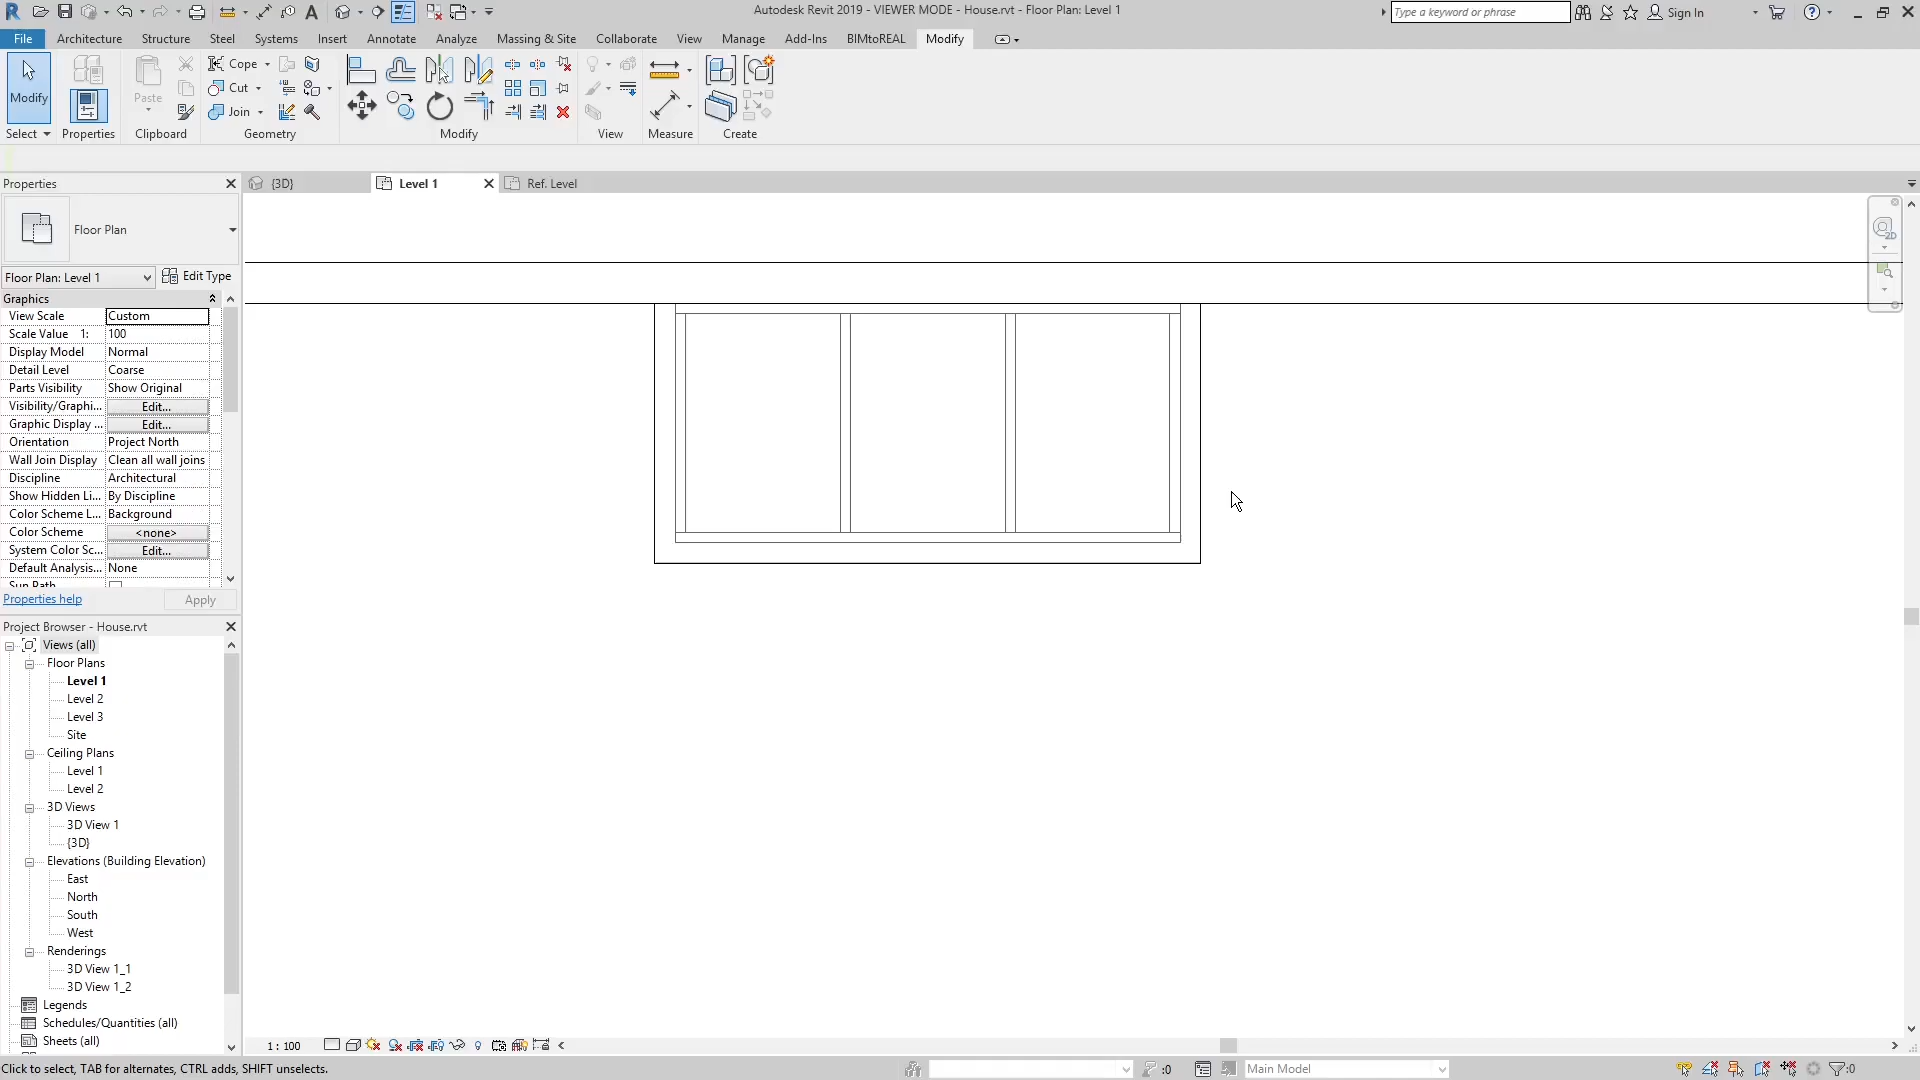 Autodesk Revit 2019 - VIEWER MODE - House.rvt - Floor Plan: Level 1
Type a keyword or phrase
Sign In
File Architecture Structure Steel Systems Insert Annotate Analyze Massing & Site Collaborate View Manage Add-Ins BIMtoREAL Modify
Modify
Paste
Cope
Cut
Join
Select Properties Clipboard Geometry Modify View Measure Create
Properties
{3D}
Level 1
Ref. Level
Floor Plan
Floor Plan: Level 1
Edit Type
Graphics
View Scale Custom
Scale Value 1: 100
Display Model Normal
Detail Level Coarse
Parts Visibility Show Original
Visibility/Graphi... Edit...
Graphic Display ... Edit...
Orientation Project North
Wall Join Display Clean all wall joins
Discipline Architectural
Show Hidden Li... By Discipline
Color Scheme L... Background
Color Scheme <none>
System Color Sc... Edit...
Default Analysis... None
Sun Path
Properties help
Apply
Project Browser - House.rvt
Views (all)
Floor Plans
Level 1
Level 2
Level 3
Site
Ceiling Plans
Level 1
Level 2
3D Views
3D View 1
{3D}
Elevations (Building Elevation)
East
North
South
West
Renderings
3D View 1_1
3D View 1_2
Legends
Schedules/Quantities (all)
Sheets (all)
2D
1 : 100
Click to select, TAB for alternates, CTRL adds, SHIFT unselects.
:0
Main Model
:0